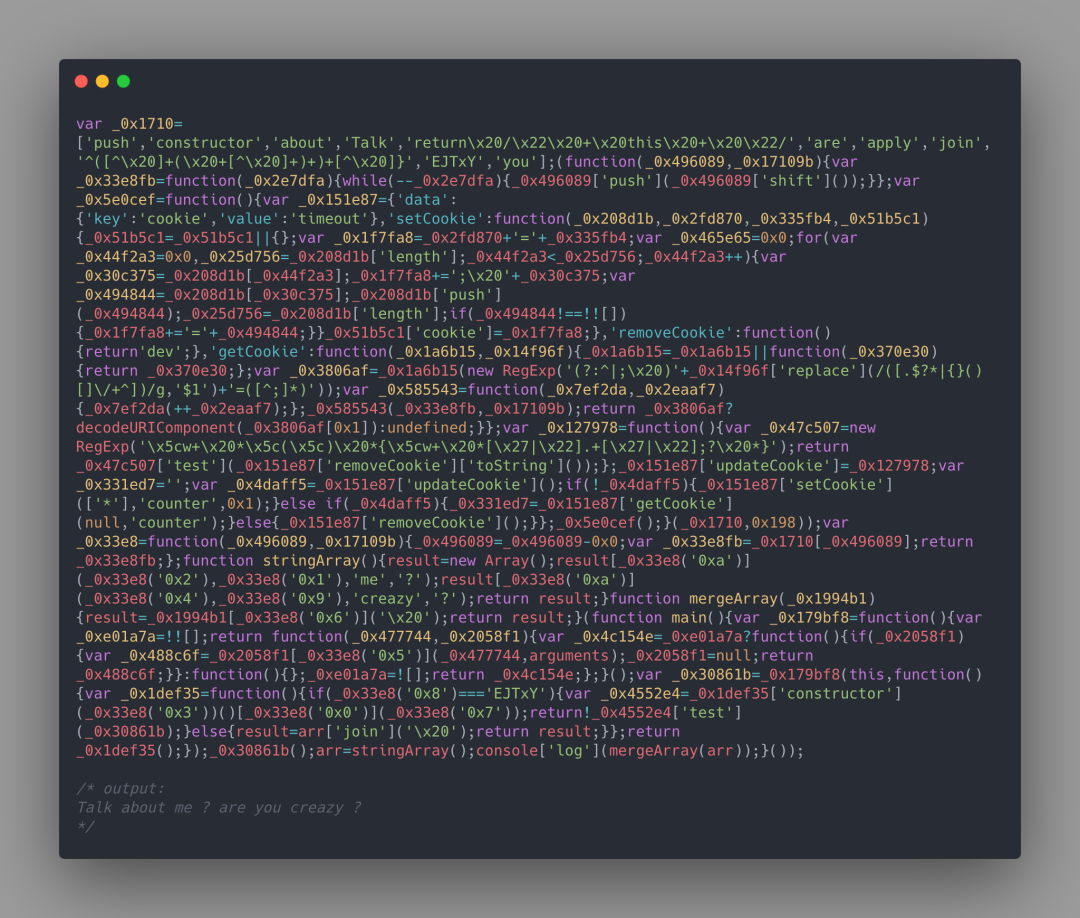 var _0x1710=
['push','constructor','about','Talk','return\x20/\x22\x20+\x20this\x20+\x20\x22/','are','apply','join',
'^([^\x20]+(\x20+[^\x20]+)+)+[^\x20]}','EJTxY','you'];(function(_0x496089,_0x17109b){var
_0x33e8fb=function(_0x2e7dfa){while(--_0x2e7dfa){_0x496089['push'](_0x496089['shift']());}};var
_0x5e0cef=function(){var _0x151e87={'data':
{'key':'cookie','value':'timeout'},'setCookie':function(_0x208d1b,_0x2fd870,_0x335fb4,_0x51b5c1)
{_0x51b5c1=_0x51b5c1||{};var _0x1f7fa8=_0x2fd870+'='+_0x335fb4;var _0x465e65=0x0;for(var
_0x44f2a3=0x0,_0x25d756=_0x208d1b['length'];_0x44f2a3<_0x25d756;_0x44f2a3++){var
_0x30c375=_0x208d1b[_0x44f2a3];_0x1f7fa8+=';\x20'+_0x30c375;var
_0x494844=_0x208d1b[_0x30c375];_0x208d1b['push']
(_0x494844);_0x25d756=_0x208d1b['length'];if(_0x494844!==!![])
{_0x1f7fa8+='='+_0x494844;}}_0x51b5c1['cookie']=_0x1f7fa8;},'removeCookie':function()
{return'dev';},'getCookie':function(_0x1a6b15,_0x14f96f){_0x1a6b15=_0x1a6b15||function(_0x370e30)
{return _0x370e30;};var _0x3806af=_0x1a6b15(new RegExp('(?:^|;\x20)'+_0x14f96f['replace'](/([.$?*|{}()
[]\/+^])/g,'$1')+'=([^;]*)'));var _0x585543=function(_0x7ef2da,_0x2eaaf7)
{_0x7ef2da(++_0x2eaaf7);};_0x585543(_0x33e8fb,_0x17109b);return _0x3806af?
decodeURIComponent(_0x3806af[0x1]):undefined;}};var _0x127978=function(){var _0x47c507=new
RegExp('\x5cw+\x20*\x5c(\x5c)\x20*{\x5cw+\x20*[\x27|\x22].+[\x27|\x22];?\x20*}');return
_0x47c507['test'](_0x151e87['removeCookie']['toString']());};_0x151e87['updateCookie']=_0x127978;var
_0x331ed7='';var _0x4daff5=_0x151e87['updateCookie']();if(!_0x4daff5){_0x151e87['setCookie']
(['*'],'counter',0x1);}else if(_0x4daff5){_0x331ed7=_0x151e87['getCookie']
(null,'counter');}else{_0x151e87['removeCookie']();}};_0x5e0cef();}(_0x1710,0x198));var
_0x33e8=function(_0x496089,_0x17109b){_0x496089=_0x496089-0x0;var _0x33e8fb=_0x1710[_0x496089];return
_0x33e8fb;};function stringArray(){result=new Array();result[_0x33e8('0xa')]
(_0x33e8('0x2'),_0x33e8('0x1'),'me','?');result[_0x33e8('0xa')]
(_0x33e8('0x4'),_0x33e8('0x9'),'creazy','?');return result;}function mergeArray(_0x1994b1)
{result=_0x1994b1[_0x33e8('0x6')]('\x20');return result;}(function main(){var _0x179bf8=function(){var
_0xe01a7a=!![];return function(_0x477744,_0x2058f1){var _0x4c154e=_0xe01a7a?function(){if(_0x2058f1)
{var _0x488c6f=_0x2058f1[_0x33e8('0x5')](_0x477744,arguments);_0x2058f1=null;return
_0x488c6f;}}:function(){};_0xe01a7a=![];return _0x4c154e;};}();var _0x30861b=_0x179bf8(this,function()
{var _0x1def35=function(){if(_0x33e8('0x8')==='EJTxY'){var _0x4552e4=_0x1def35['constructor']
(_0x33e8('0x3'))()[_0x33e8('0x0')](_0x33e8('0x7'));return!_0x4552e4['test']
(_0x30861b);}else{result=arr['join']('\x20');return result;}};return
_0x1def35();});_0x30861b();arr=stringArray();console['log'](mergeArray(arr));}());
/* output:
Talk about me ? are you creazy ?
*/